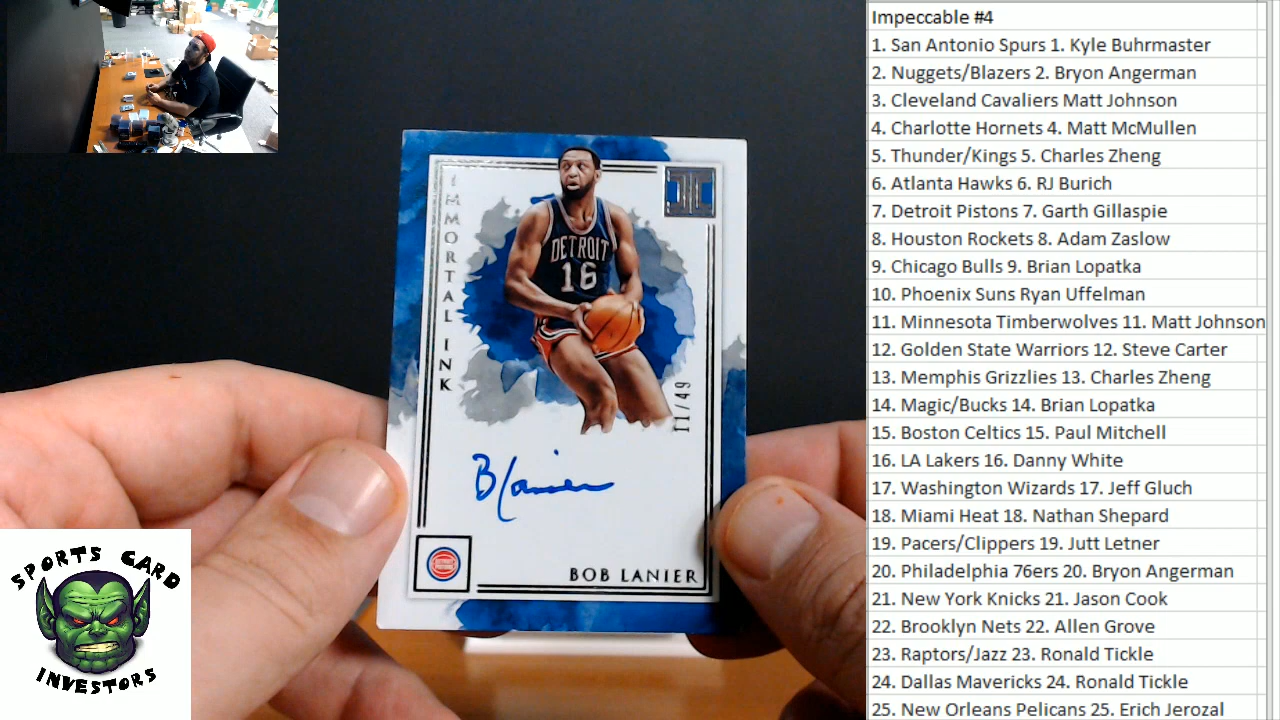 Impeccable #4
1. San Antonio Spurs 1. Kyle Buhrmaster
2. Nuggets/Blazers 2. Bryon Angerman
3. Cleveland Cavaliers Matt Johnson
4. Charlotte Hornets 4. Matt McMullen
5. Thunder/Kings 5. Charles Zheng
6. Atlanta Hawks 6. RJ Burich
7. Detroit Pistons 7. Garth Gillaspie
8. Houston Rockets 8. Adam Zaslow
9. Chicago Bulls 9. Brian Lopatka
10. Phoenix Suns Ryan Uffelman
11. Minnesota Timberwolves 11. Matt Johnson
12. Golden State Warriors 12. Steve Carter
13. Memphis Grizzlies 13. Charles Zheng
14. Magic/Bucks 14. Brian Lopatka
15. Boston Celtics 15. Paul Mitchell
16. LA Lakers 16. Danny White
17. Washington Wizards 17. Jeff Gluch
18. Miami Heat 18. Nathan Shepard
19. Pacers/Clippers 19. Jutt Letner
20. Philadelphia 76ers 20. Bryon Angerman
21. New York Knicks 21. Jason Cook
22. Brooklyn Nets 22. Allen Grove
23. Raptors/Jazz 23. Ronald Tickle
24. Dallas Mavericks 24. Ronald Tickle
25. New Orleans Pelicans 25. Erich Jerozal
IMMORTAL INK
DETROIT
16
11/49
B Lanier
BOB LANIER
SPORTS CARD
INVESTORS